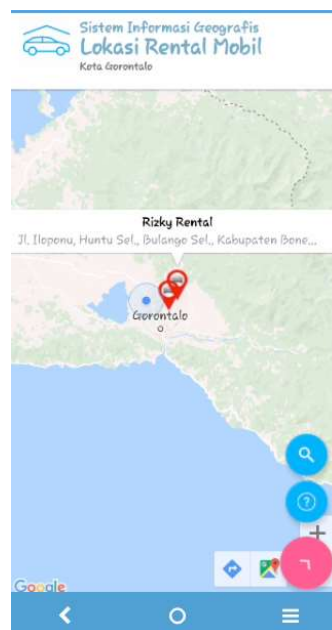 Sistem Informasi Geografis
Lokasi Rental Mobil
Kota Gorontalo
Rizky Rental
Jl. Iloponu, Huntu Sel., Bulango Sel., Kabupaten Bone...
Gorontalo
Google